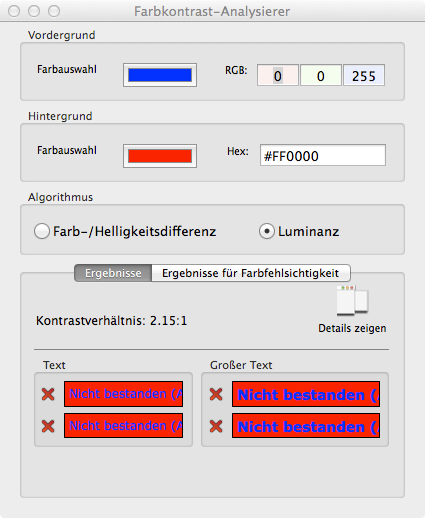 Farbkontrast-Analysierer
Vordergrund
Farbauswahl
RGB: 0 0 255
Hintergrund
Farbauswahl
Hex: #FF0000
Algorithmus
Farb-/Helligkeitsdifferenz Luminanz
Ergebnisse Ergebnisse für Farbfehlsichtigkeit
Kontrastverhältnis: 2.15:1
Details zeigen
Text
Nicht bestanden (A
Nicht bestanden (A
Großer Text
Nicht bestanden (
Nicht bestanden (